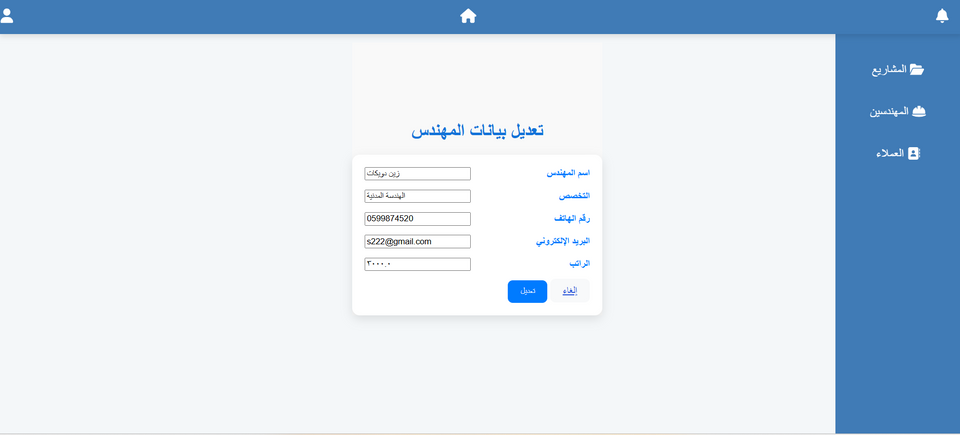 المشاريع
المهندسين
العملاء
تعديل بيانات المهندس
اسم المهندس زين دويكات
التخصص الهندسة المدنية
رقم الهاتف 0599874520
البريد الإلكتروني s222@gmail.com
الراتب ٣٠٠٠٫٠
إلغاء تعديل